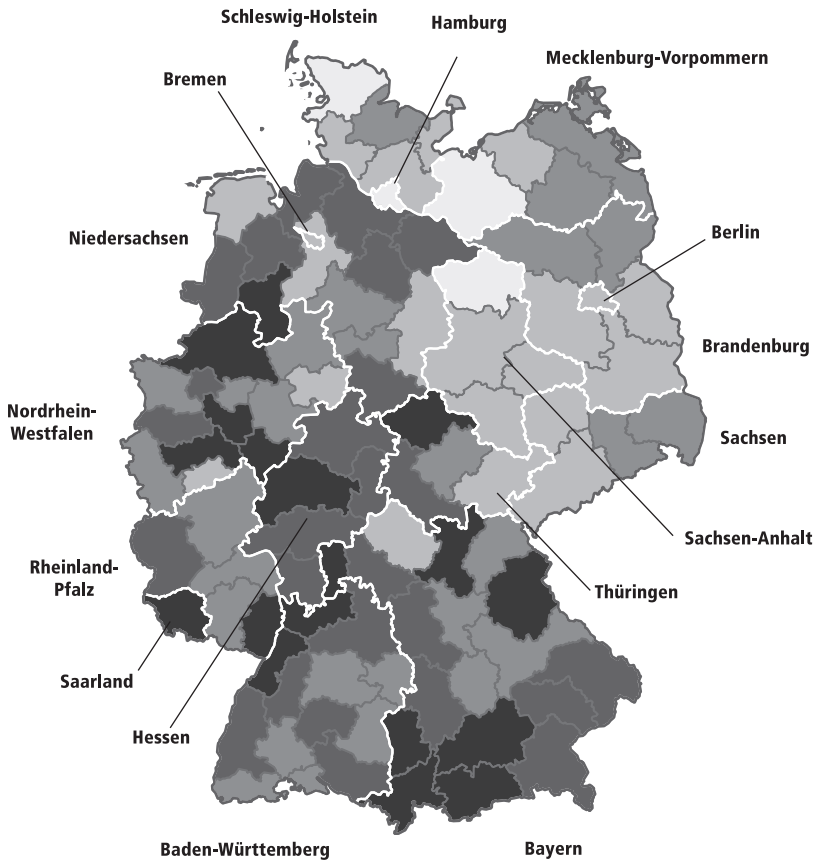 Schleswig-Holstein
Hamburg
Mecklenburg-Vorpommern
Bremen
Niedersachsen
Berlin
Brandenburg
Nordrhein-
Westfalen
Sachsen
Sachsen-Anhalt
Rheinland-
Pfalz
Thüringen
Saarland
Hessen
Baden-Württemberg
Bayern